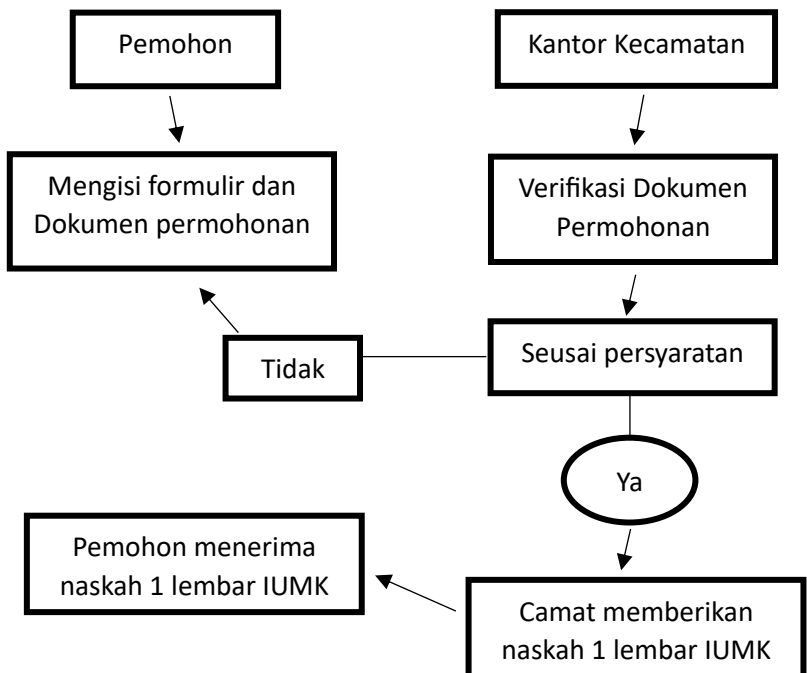 Pemohon
Kantor Kecamatan
Mengisi formulir dan
Dokumen permohonan
Verifikasi Dokumen
Permohonan
Tidak
Seusai persyaratan
Ya
Pemohon menerima
naskah 1 lembar IUMK
Camat memberikan
naskah 1 lembar IUMK